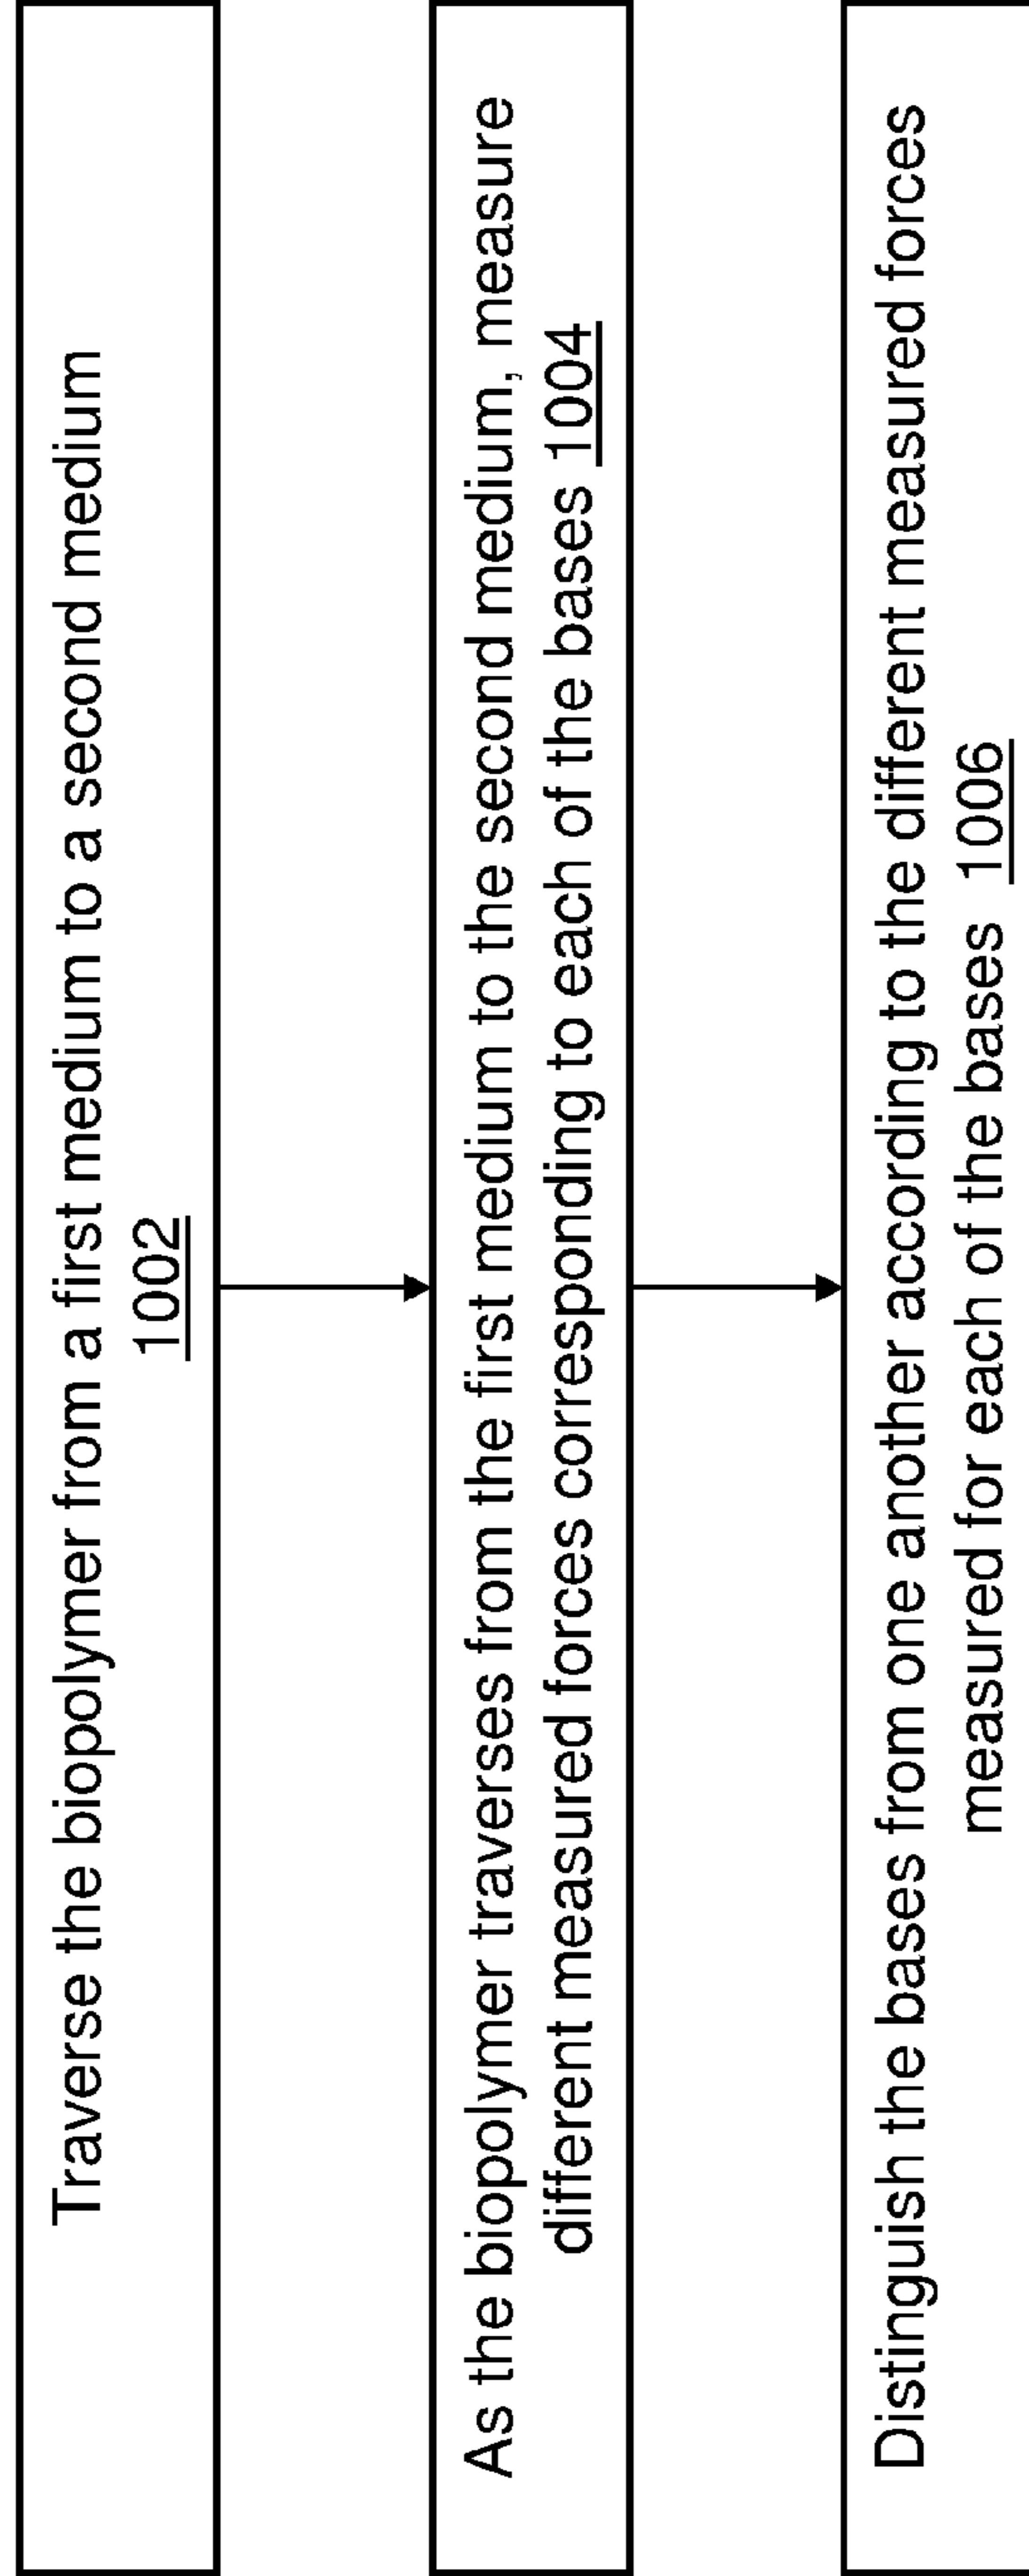 Traverse the biopolymer from a first medium to a second medium
1002
As the biopolymer traverses from the first medium to the second medium, measure
different measured forces corresponding to each of the bases 1004
Distinguish the bases from one another according to the different measured forces
measured for each of the bases 1006